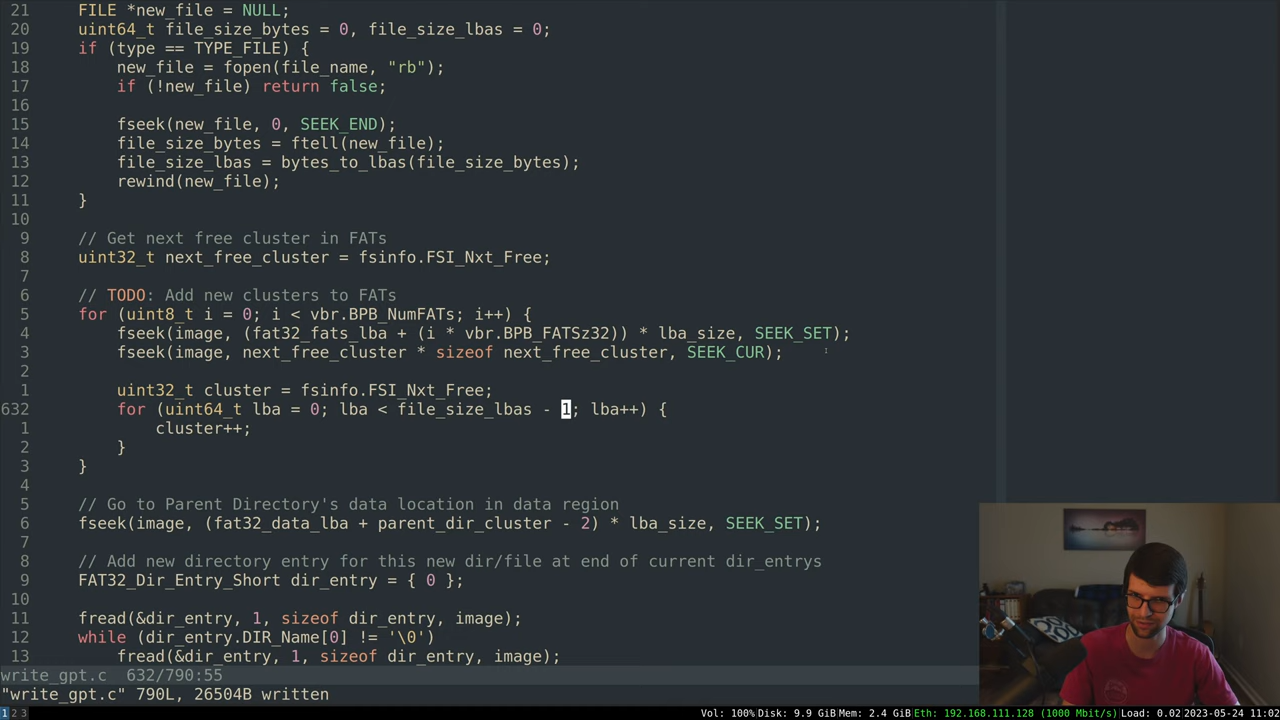 21     FILE *new_file = NULL;
20     uint64_t file_size_bytes = 0, file_size_lbas = 0;
19     if (type == TYPE_FILE) {
18         new_file = fopen(file_name, "rb");
17         if (!new_file) return false;
16
15         fseek(new_file, 0, SEEK_END);
14         file_size_bytes = ftell(new_file);
13         file_size_lbas = bytes_to_lbas(file_size_bytes);
12         rewind(new_file);
11     }
10
9     // Get next free cluster in FATs
8     uint32_t next_free_cluster = fsinfo.FSI_Nxt_Free;
7
6     // TODO: Add new clusters to FATs
5     for (uint8_t i = 0; i < vbr.BPB_NumFATs; i++) {
4         fseek(image, (fat32_fats_lba + (i * vbr.BPB_FATSz32)) * lba_size, SEEK_SET);
3         fseek(image, next_free_cluster * sizeof next_free_cluster, SEEK_CUR);
2
1         uint32_t cluster = fsinfo.FSI_Nxt_Free;
632         for (uint64_t lba = 0; lba < file_size_lbas - 1; lba++) {
1             cluster++;
2         }
3     }
4
5     // Go to Parent Directory's data location in data region
6     fseek(image, (fat32_data_lba + parent_dir_cluster - 2) * lba_size, SEEK_SET);
7
8     // Add new directory entry for this new dir/file at end of current dir_entrys
9     FAT32_Dir_Entry_Short dir_entry = { 0 };
10
11     fread(&dir_entry, 1, sizeof dir_entry, image);
12     while (dir_entry.DIR_Name[0] != '\0')
13         fread(&dir_entry, 1, sizeof dir_entry, image);
write_gpt.c  632/790:55
"write_gpt.c" 790L, 26504B written
1 2 3 Vol: 100% Disk: 9.9 GiB Mem: 2.4 GiB Eth: 192.168.111.128 (1000 Mbit/s) Load: 0.02 2023-05-24 11:02